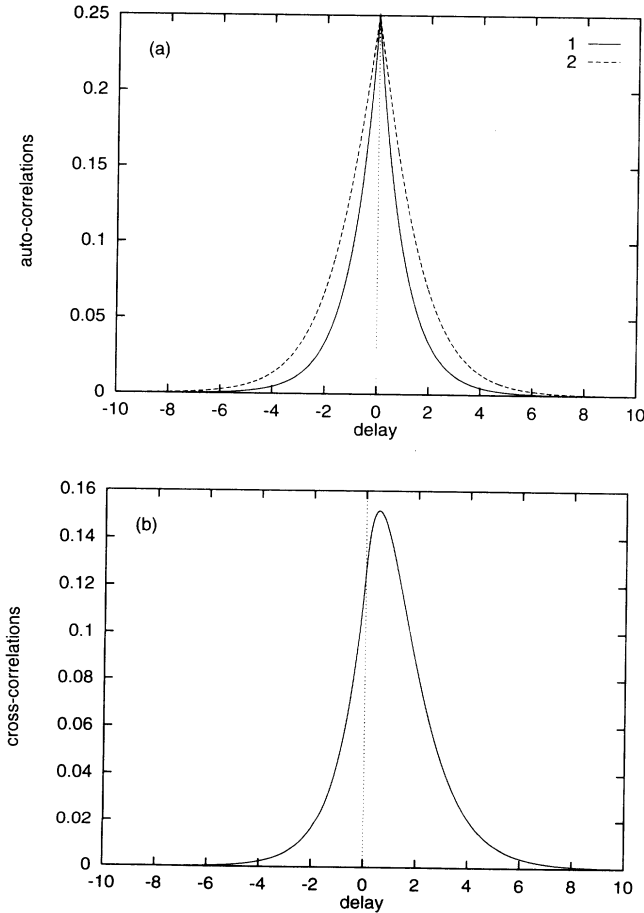 0.25
(a)
1
2
0.2
0.15
0.1
0.05
0
auto-correlations
-10 -8 -6 -4 -2 0 2 4 6 8 10
delay
0.16
(b)
0.14
0.12
0.1
0.08
0.06
0.04
0.02
0
cross-correlations
-10 -8 -6 -4 -2 0 2 4 6 8 10
delay